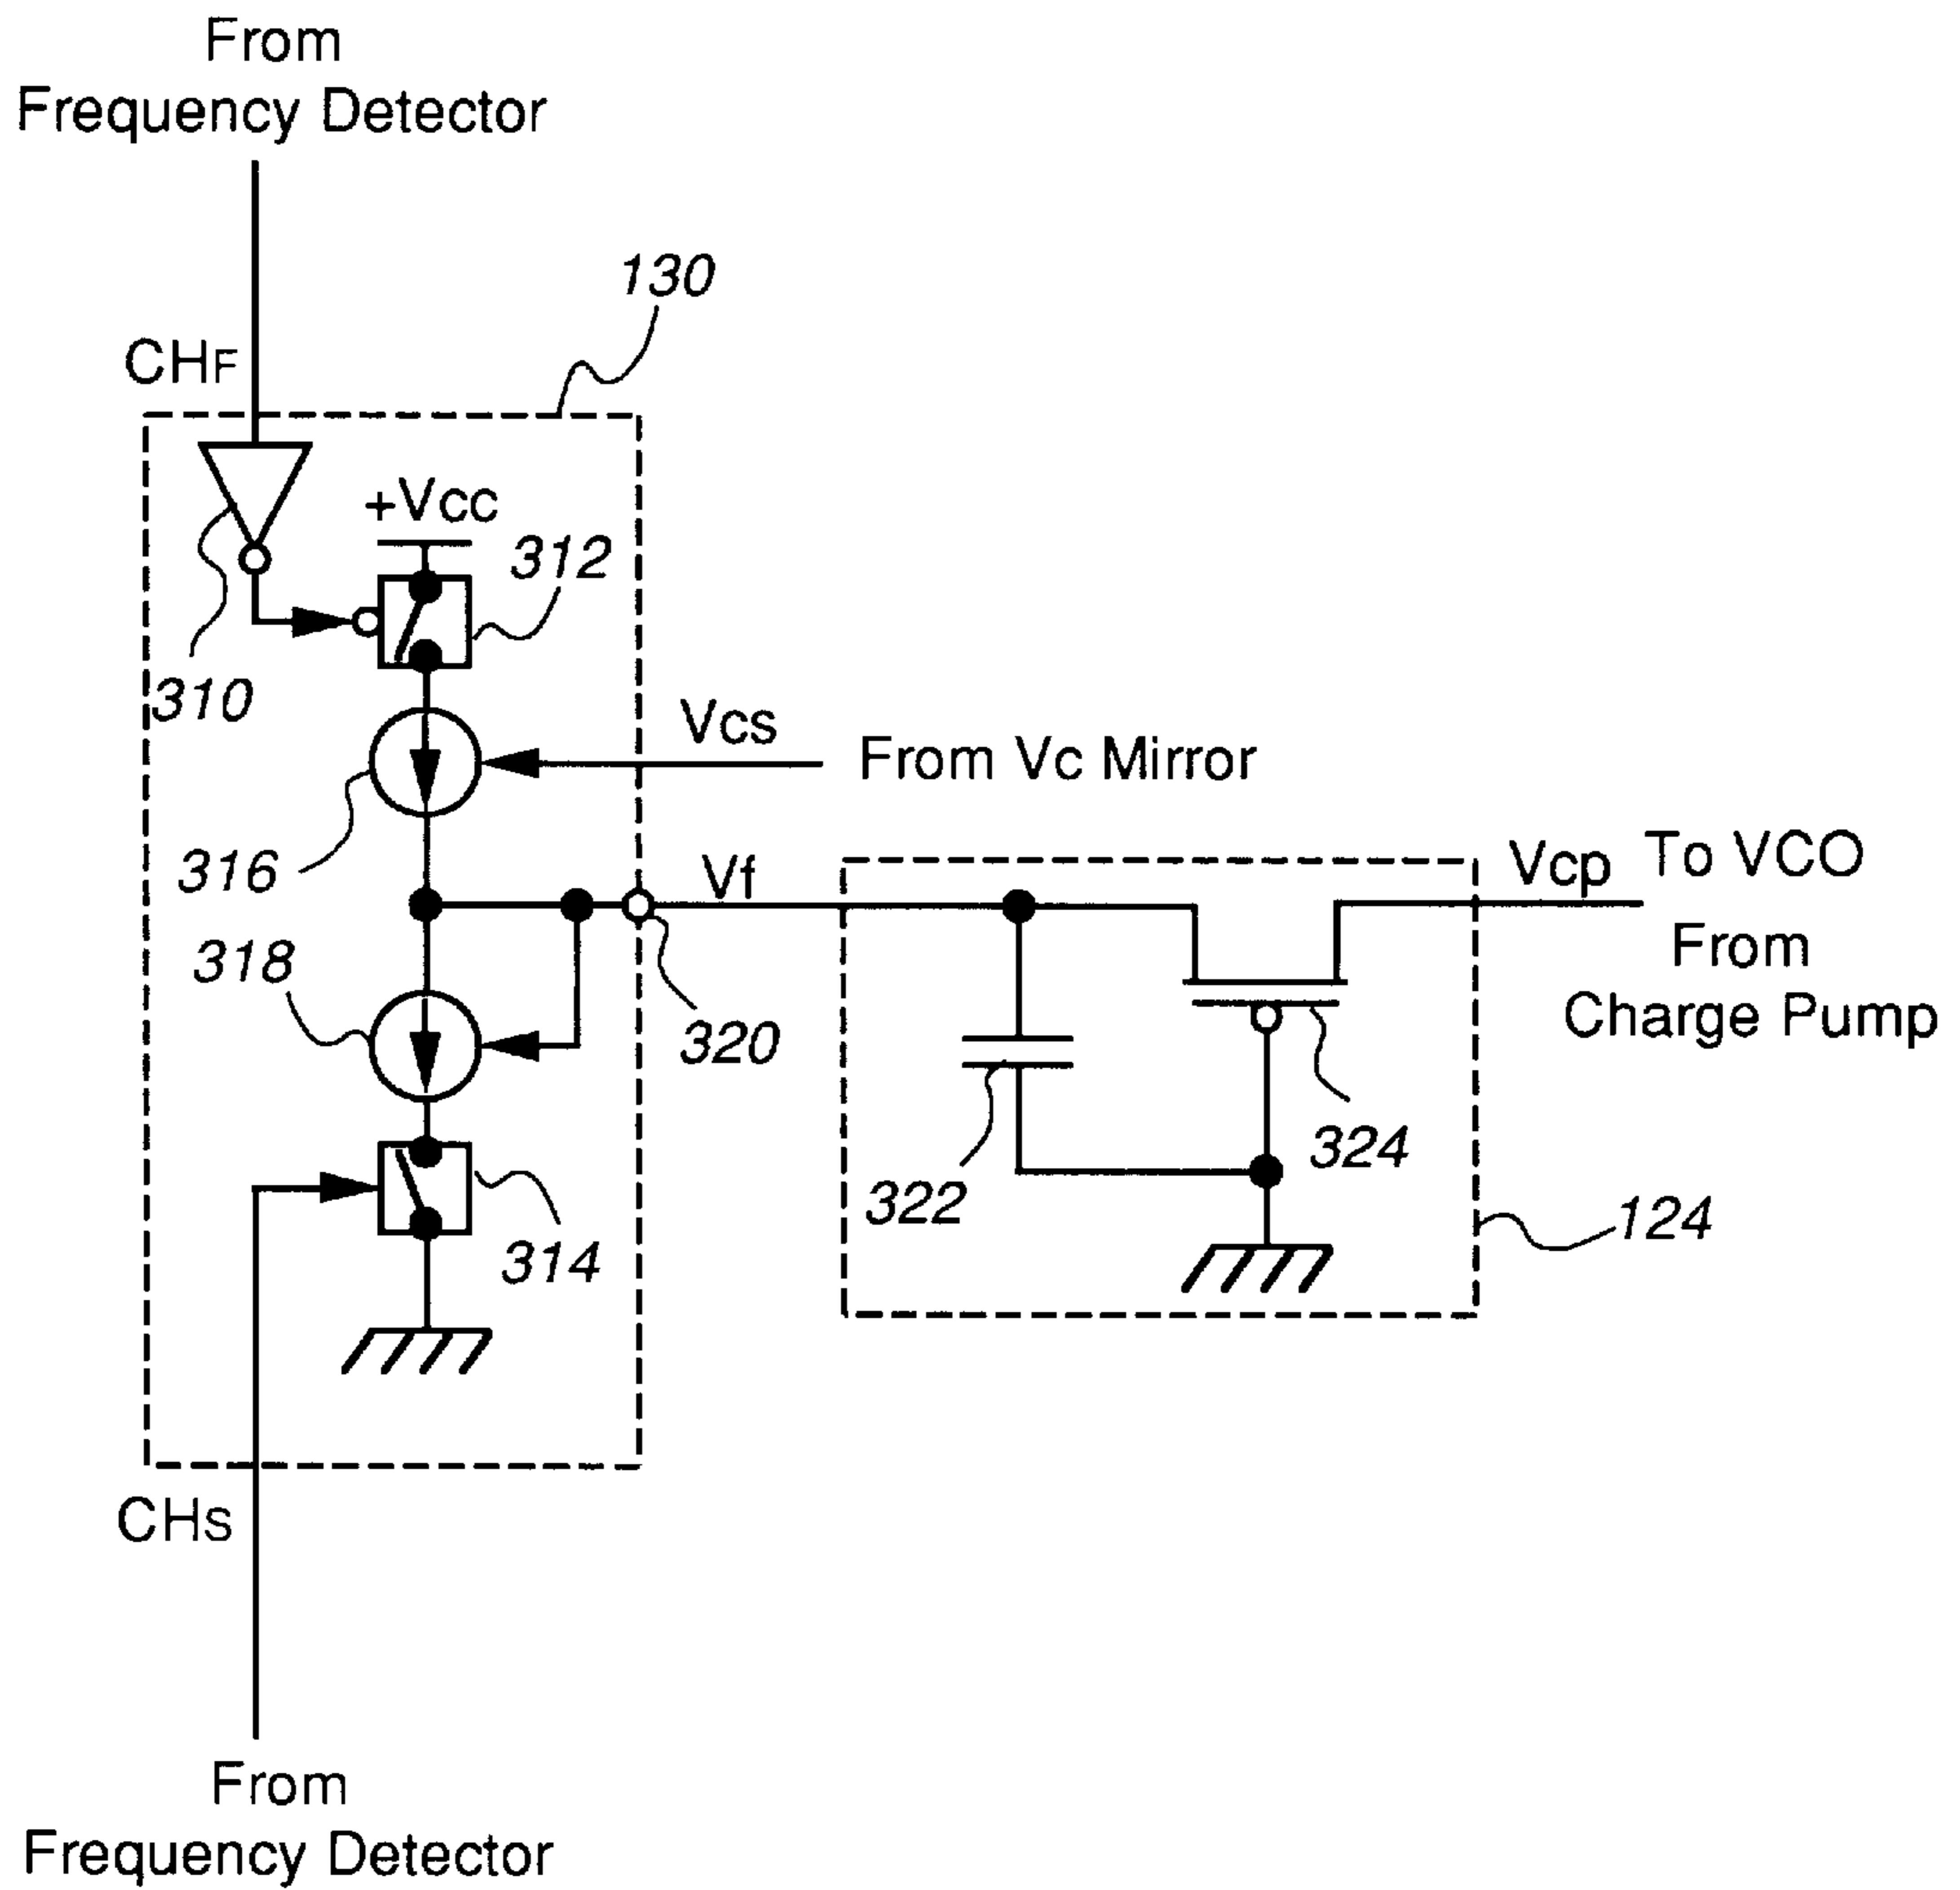 From
Frequency Detector
130
CHF
+Vcc
312
310
Vcs
From Vc Mirror
316
Vf
Vcp
To VCO
From
Charge Pump
318
320
322
324
124
314
CHs
From
Frequency Detector